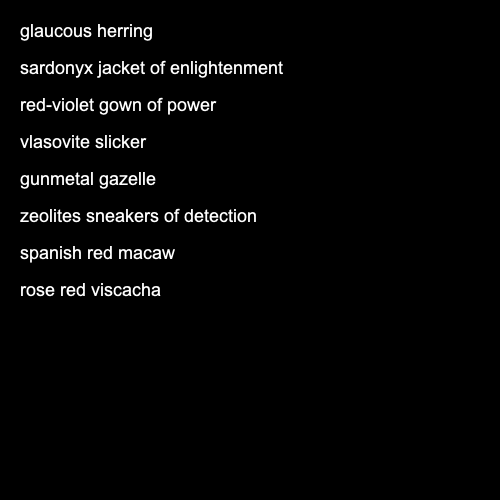 glaucous herring
sardonyx jacket of enlightenment
red-violet gown of power
vlasovite slicker
gunmetal gazelle
zeolites sneakers of detection
spanish red macaw
rose red viscacha